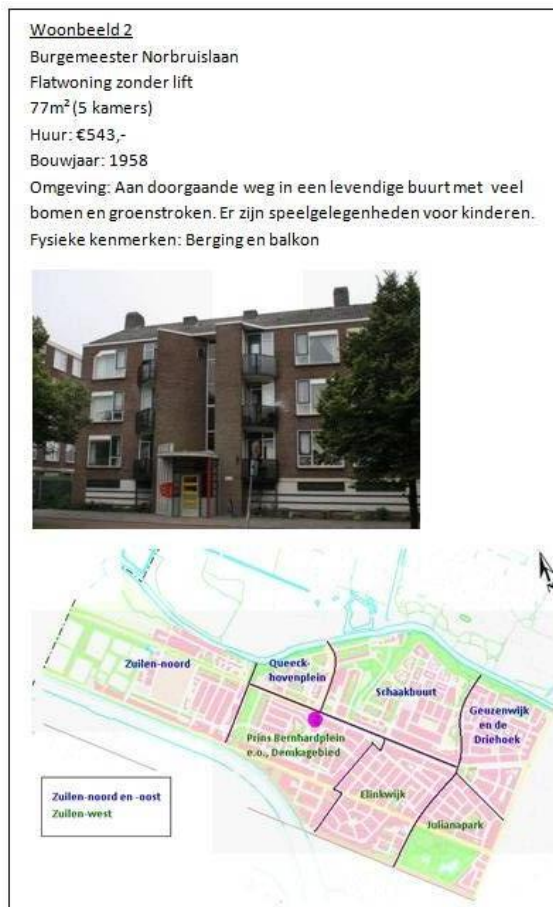 Woonbeeld 2
Burgemeester Norbruislaan
Flatwoning zonder lift
77m² (5 kamers)
Huur: €543,-
Bouwjaar: 1958
Omgeving: Aan doorgaande weg in een levendige buurt met veel
bomen en groenstroken. Er zijn speelgelegenheden voor kinderen.
Fysieke kenmerken: Berging en balkon
Zuilen-noord
Queeck-
hovenplein
Schaakbuurt
Geuzenwijk
en de
Driehoek
Prins Bernhardplein
e.o., Demkagebied
Elinkwijk
Julianapark
Zuilen-noord en -oost
Zuilen-west